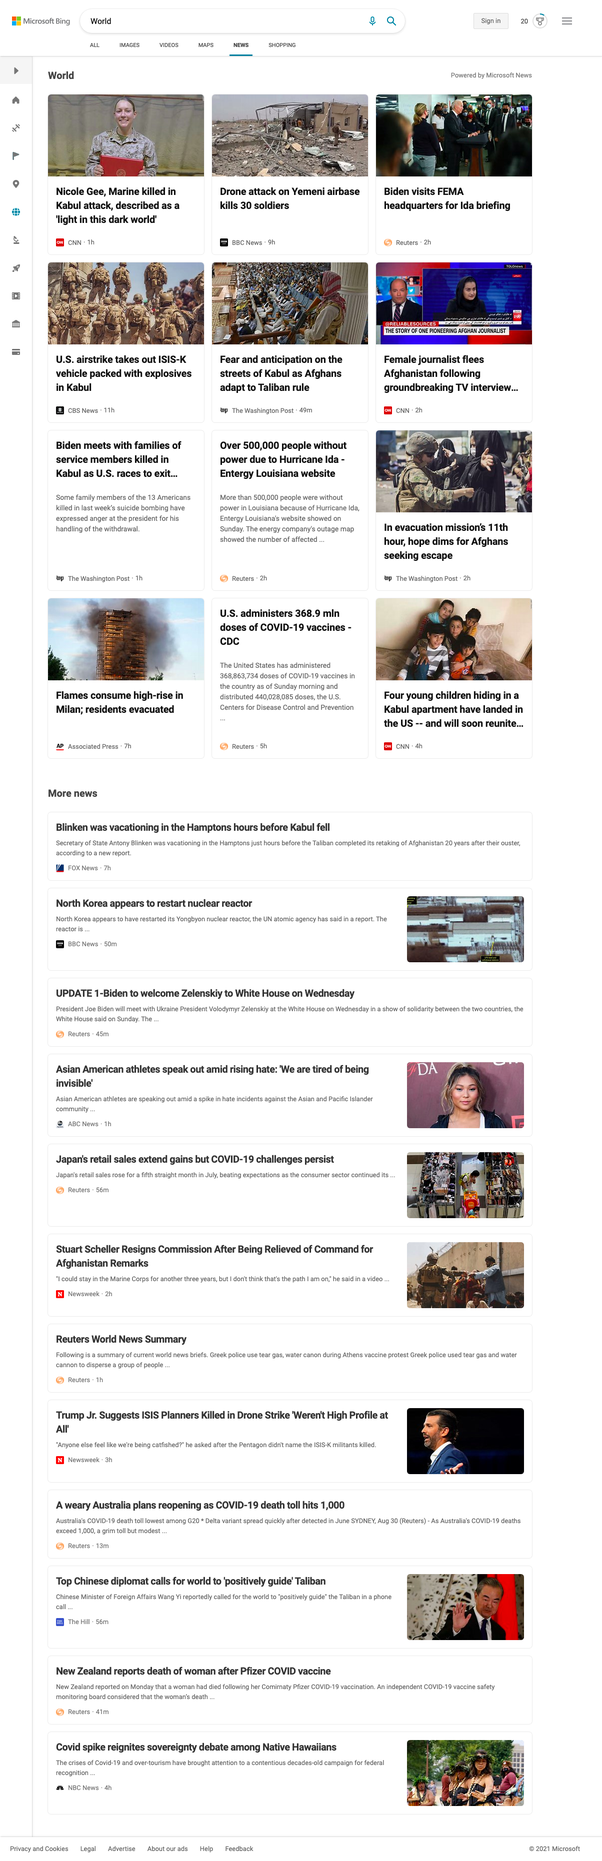 Microsoft Bing
World
Sign in
20
ALL IMAGES VIDEOS MAPS NEWS SHOPPING
World
Powered by Microsoft News
Nicole Gee, Marine killed in
Kabul attack, described as a
'light in this dark world'
CNN · 1h
Drone attack on Yemeni airbase
kills 30 soldiers
BBC News · 9h
Biden visits FEMA
headquarters for Ida briefing
Reuters · 2h
U.S. airstrike takes out ISIS-K
vehicle packed with explosives
in Kabul
CBS News · 11h
Fear and anticipation on the
streets of Kabul as Afghans
adapt to Taliban rule
The Washington Post · 49m
#RELIABLESOURCES
THE STORY OF ONE PIONEERING AFGHAN JOURNALIST
Female journalist flees
Afghanistan following
groundbreaking TV interview...
CNN · 2h
Biden meets with families of
service members killed in
Kabul as U.S. races to exit...
Some family members of the 13 Americans
killed in last week's suicide bombing have
expressed anger at the president for his
handling of the withdrawal.
The Washington Post · 1h
Over 500,000 people without
power due to Hurricane Ida -
Entergy Louisiana website
More than 500,000 people were without
power in Louisiana because of Hurricane Ida,
Entergy Louisiana's website showed on
Sunday. The energy company's outage map
showed the number of affected ...
Reuters · 2h
In evacuation mission's 11th
hour, hope dims for Afghans
seeking escape
The Washington Post · 2h
Flames consume high-rise in
Milan; residents evacuated
AP Associated Press · 7h
U.S. administers 368.9 mln
doses of COVID-19 vaccines -
CDC
The United States has administered
368,863,734 doses of COVID-19 vaccines in
the country as of Sunday morning and
distributed 440,028,085 doses, the U.S.
Centers for Disease Control and Prevention
...
Reuters · 5h
Four young children hiding in a
Kabul apartment have landed in
the US -- and will soon reunite...
CNN · 4h
More news
Blinken was vacationing in the Hamptons hours before Kabul fell
Secretary of State Antony Blinken was vacationing in the Hamptons just hours before the Taliban completed its retaking of Afghanistan 20 years after their ouster,
according to a new report.
FOX News · 7h
North Korea appears to restart nuclear reactor
North Korea appears to have restarted its Yongbyon nuclear reactor, the UN atomic agency has said in a report. The
reactor is ...
BBC News · 50m
UPDATE 1-Biden to welcome Zelenskiy to White House on Wednesday
President Joe Biden will meet with Ukraine President Volodymyr Zelenskiy at the White House on Wednesday in a show of solidarity between the two countries, the
White House said on Sunday. The ...
Reuters · 45m
Asian American athletes speak out amid rising hate: 'We are tired of being
invisible'
Asian American athletes are speaking out amid a spike in hate incidents against the Asian and Pacific Islander
community ...
ABC News · 1h
DA
Japan's retail sales extend gains but COVID-19 challenges persist
Japan's retail sales rose for a fifth straight month in July, beating expectations as the consumer sector continued its ...
Reuters · 56m
Stuart Scheller Resigns Commission After Being Relieved of Command for
Afghanistan Remarks
"I could stay in the Marine Corps for another three years, but I don't think that's the path I am on," he said in a video ...
N Newsweek · 2h
Reuters World News Summary
Following is a summary of current world news briefs. Greek police use tear gas, water canon during Athens vaccine protest Greek police used tear gas and water
cannon to disperse a group of people ...
Reuters · 1h
Trump Jr. Suggests ISIS Planners Killed in Drone Strike 'Weren't High Profile at
All'
"Anyone else feel like we're being catfished?" he asked after the Pentagon didn't name the ISIS-K militants killed.
N Newsweek · 3h
A weary Australia plans reopening as COVID-19 death toll hits 1,000
Australia's COVID-19 death toll lowest among G20 * Delta variant spread quickly after detected in June SYDNEY, Aug 30 (Reuters) - As Australia's COVID-19 deaths
exceed 1,000, a grim toll but modest ...
Reuters · 13m
Top Chinese diplomat calls for world to 'positively guide' Taliban
Chinese Minister of Foreign Affairs Wang Yi reportedly called for the world to "positively guide" the Taliban in a phone
call ...
The Hill · 56m
New Zealand reports death of woman after Pfizer COVID vaccine
New Zealand reported on Monday that a woman had died following her Comirnaty Pfizer COVID-19 vaccination. An independent COVID-19 vaccine safety
monitoring board considered that the woman's death ...
Reuters · 41m
Covid spike reignites sovereignty debate among Native Hawaiians
The crises of Covid-19 and over-tourism have brought attention to a contentious decades-old campaign for federal
recognition ...
NBC News · 4h
Privacy and Cookies Legal Advertise About our ads Help Feedback
© 2021 Microsoft